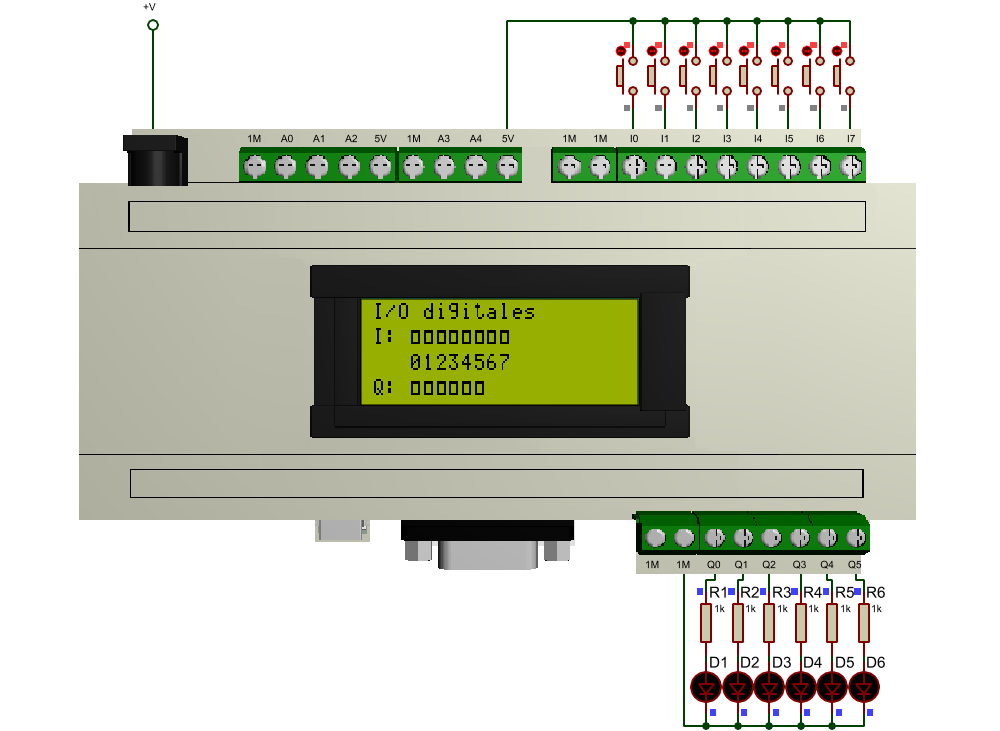 +V
1M A0 A1 A2 5V 1M A3 A4 5V 1M 1M I0 I1 I2 I3 I4 I5 I6 I7
I/O digitales
I: ▯▯▯▯▯▯▯▯
01234567
Q: ▯▯▯▯▯▯
1M 1M Q0 Q1 Q2 Q3 Q4 Q5
R1 R2 R3 R4 R5 R6
1k 1k 1k 1k 1k 1k
D1 D2 D3 D4 D5 D6